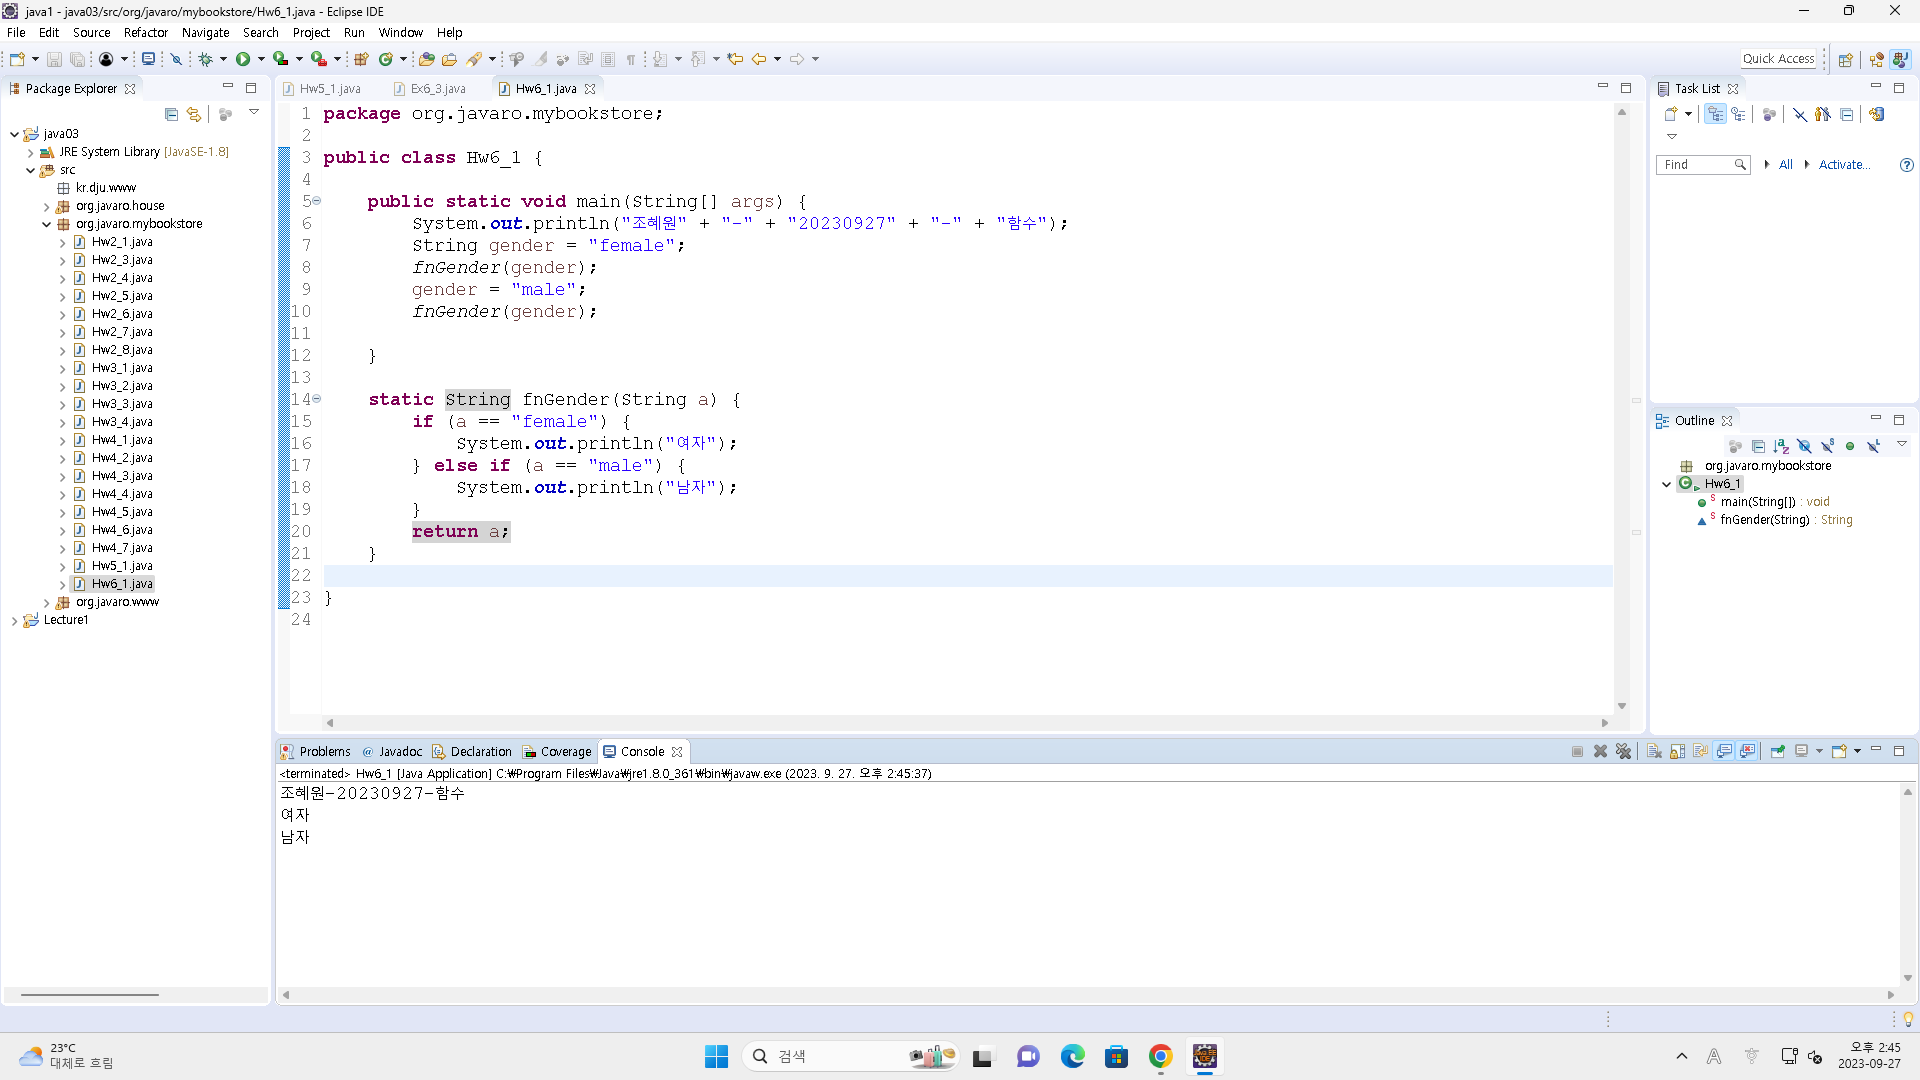 java1 - java03/src/org/javaro/mybookstore/Hw6_1.java - Eclipse IDE
File Edit Source Refactor Navigate Search Project Run Window Help
Quick Access
Package Explorer
java03
JRE System Library [JavaSE-1.8]
src
kr.dju.www
org.javaro.house
org.javaro.mybookstore
Hw2_1.java
Hw2_3.java
Hw2_4.java
Hw2_5.java
Hw2_6.java
Hw2_7.java
Hw2_8.java
Hw3_1.java
Hw3_2.java
Hw3_3.java
Hw3_4.java
Hw4_1.java
Hw4_2.java
Hw4_3.java
Hw4_4.java
Hw4_5.java
Hw4_6.java
Hw4_7.java
Hw5_1.java
Hw6_1.java
org.javaro.www
Lecture1
Hw5_1.java Ex6_3.java Hw6_1.java
1 package org.javaro.mybookstore;
2
3 public class Hw6_1 {
4
5 public static void main(String[] args) {
6 System.out.println("조혜원" + "-" + "20230927" + "-" + "함수");
7 String gender = "female";
8 fnGender(gender);
9 gender = "male";
10 fnGender(gender);
11
12 }
13
14 static String fnGender(String a) {
15 if (a == "female") {
16 System.out.println("여자");
17 } else if (a == "male") {
18 System.out.println("남자");
19 }
20 return a;
21 }
22
23 }
24
Task List
Find All Activate...
Outline
org.javaro.mybookstore
Hw6_1
main(String[]) : void
fnGender(String) : String
Problems Javadoc Declaration Coverage Console
<terminated> Hw6_1 [Java Application] C:₩Program Files₩Java₩jre1.8.0_361₩bin₩javaw.exe (2023. 9. 27. 오후 2:45:37)
조혜원-20230927-함수
여자
남자
23°C
대체로 흐림
검색
오후 2:45
2023-09-27